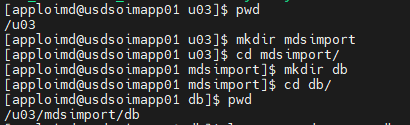 [apploimd@usdsoimapp01 u03]$ pwd
/u03
[apploimd@usdsoimapp01 u03]$ mkdir mdsimport
[apploimd@usdsoimapp01 u03]$ cd mdsimport/
[apploimd@usdsoimapp01 mdsimport]$ mkdir db
[apploimd@usdsoimapp01 mdsimport]$ cd db/
[apploimd@usdsoimapp01 db]$ pwd
/u03/mdsimport/db